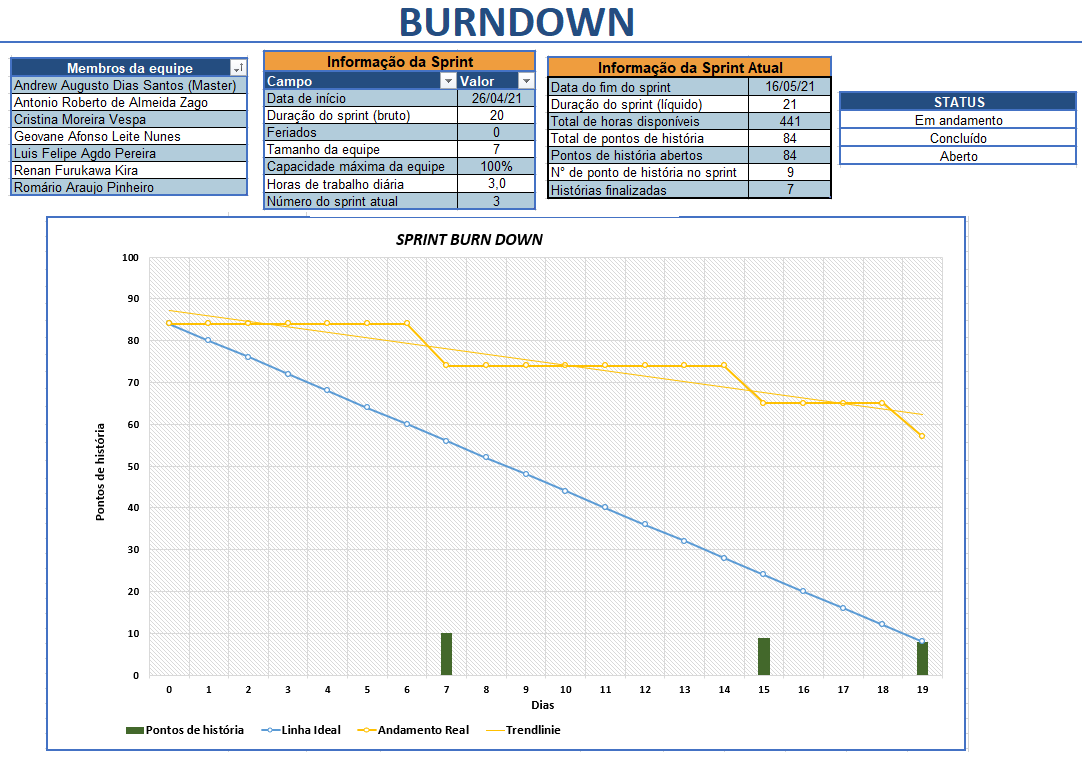 BURNDOWN
Membros da equipe
Andrew Augusto Dias Santos (Master)
Antonio Roberto de Almeida Zago
Cristina Moreira Vespa
Geovane Afonso Leite Nunes
Luis Felipe Agdo Pereira
Renan Furukawa Kira
Romário Araujo Pinheiro
Informação da Sprint
Campo Valor
Data de início 26/04/21
Duração do sprint (bruto) 20
Feriados 0
Tamanho da equipe 7
Capacidade máxima da equipe 100%
Horas de trabalho diária 3,0
Número do sprint atual 3
Informação da Sprint Atual
Data do fim do sprint 16/05/21
Duração do sprint (líquido) 21
Total de horas disponíveis 441
Total de pontos de história 84
Pontos de história abertos 84
N° de ponto de história no sprint 9
Histórias finalizadas 7
STATUS
Em andamento
Concluído
Aberto
SPRINT BURN DOWN
100
90
80
70
60
50
40
30
20
10
0
Pontos de história
0 1 2 3 4 5 6 7 8 9 10 11 12 13 14 15 16 17 18 19
Dias
Pontos de história Linha Ideal Andamento Real Trendlinie